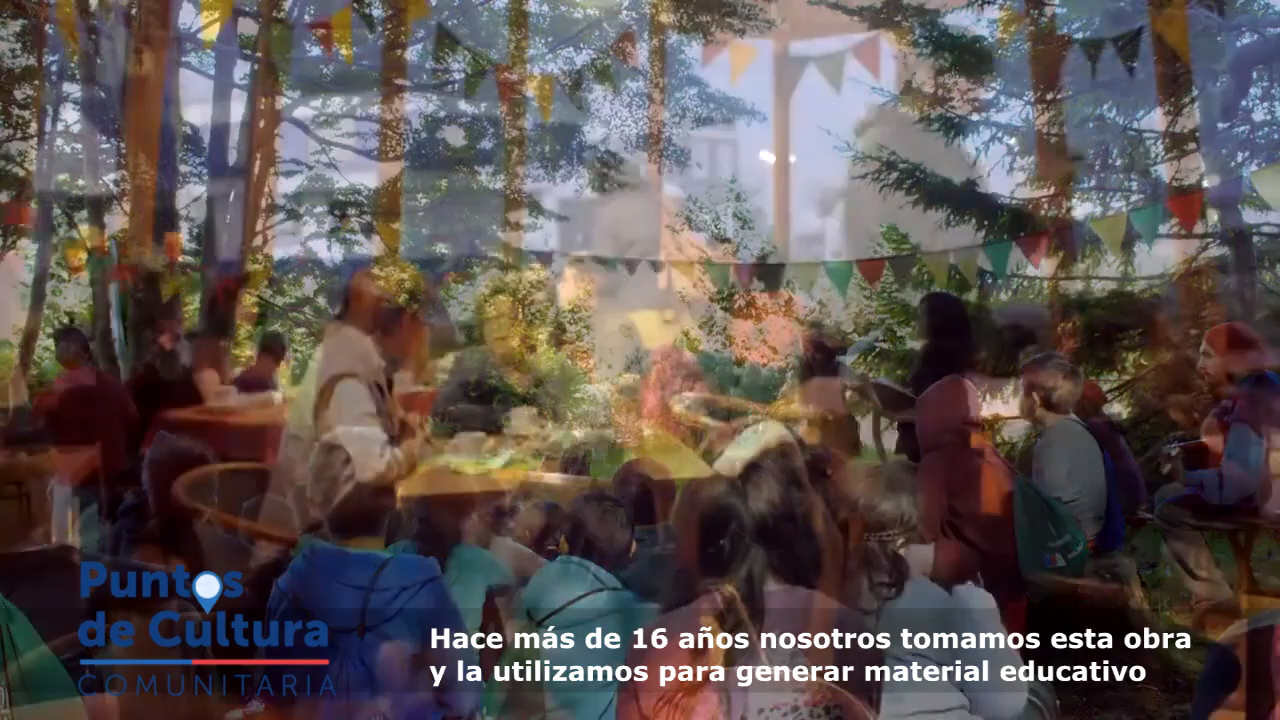 Puntos
de Cultura
COMUNITARIA
Hace más de 16 años nosotros tomamos esta obra
y la utilizamos para generar material educativo